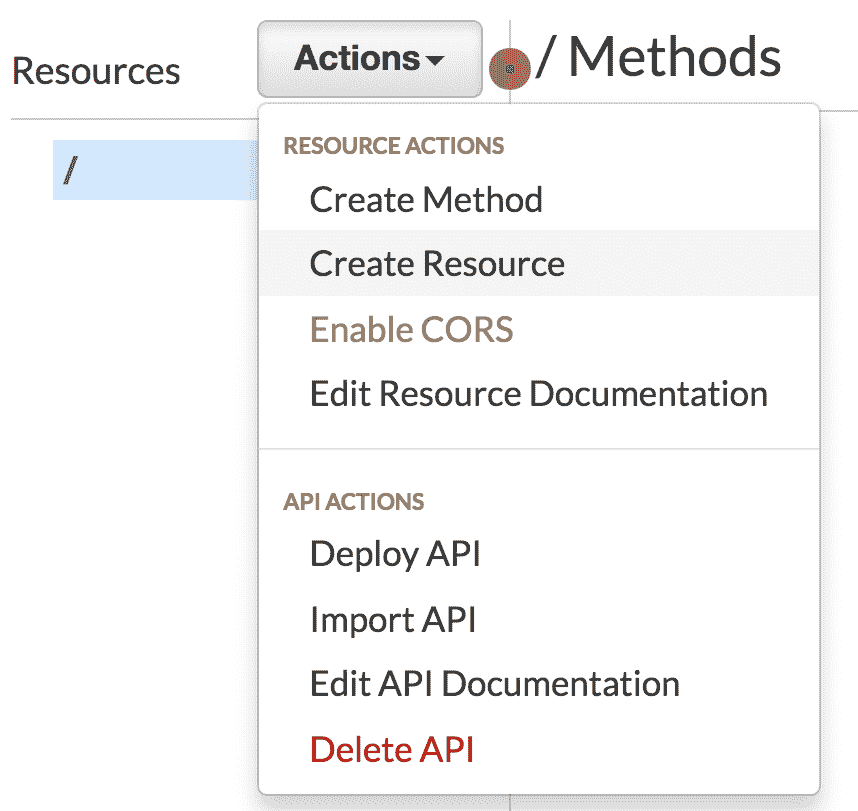 Resources
Actions
/ Methods
/
RESOURCE ACTIONS
Create Method
Create Resource
Enable CORS
Edit Resource Documentation
API ACTIONS
Deploy API
Import API
Edit API Documentation
Delete API